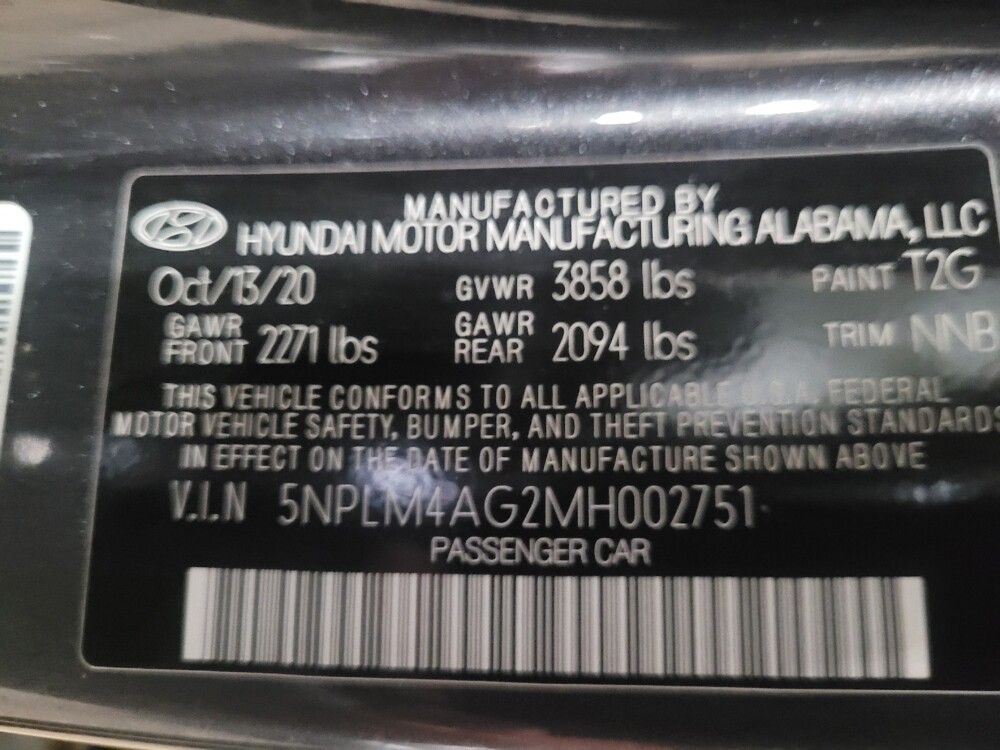 MANUFACTURED BY
HYUNDAI MOTOR MANUFACTURING ALABAMA, LLC
Oct/13/20 GVWR 3858 lbs PAINT T2G
GAWR FRONT 2271 lbs GAWR REAR 2094 lbs TRIM NNB
THIS VEHICLE CONFORMS TO ALL APPLICABLE U.S.A. FEDERAL
MOTOR VEHICLE SAFETY, BUMPER, AND THEFT PREVENTION STANDARDS
IN EFFECT ON THE DATE OF MANUFACTURE SHOWN ABOVE
V.I.N 5NPLM4AG2MH002751
PASSENGER CAR